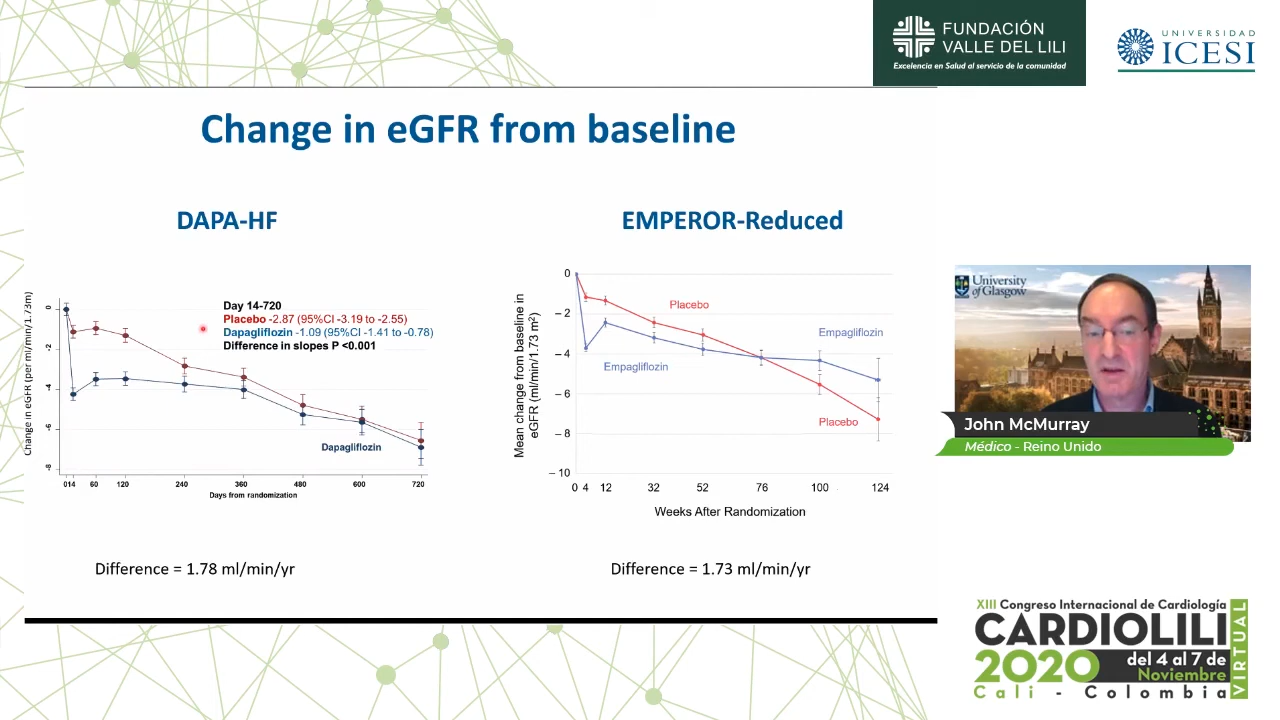 FUNDACIÓN
VALLE DEL LILI
Excelencia en Salud al servicio de la comunidad
UNIVERSIDAD
ICESI
Change in eGFR from baseline
DAPA-HF
EMPEROR-Reduced
Change in eGFR (per ml/min/1.73m)
0
-2
-4
-6
-8
Day 14-720
Placebo -2.87 (95%CI -3.19 to -2.55)
Dapagliflozin -1.09 (95%CI -1.41 to -0.78)
Difference in slopes P <0.001
Dapagliflozin
014 60 120 240 360 480 600 720
Days from randomization
Mean change from baseline in
eGFR (ml/min/1.73 m²)
0
– 2
– 4
– 6
– 8
– 10
Placebo
Empagliflozin
Empagliflozin
Placebo
0 4 12 32 52 76 100 124
Weeks After Randomization
Difference = 1.78 ml/min/yr
Difference = 1.73 ml/min/yr
University
of Glasgow
John McMurray
Médico - Reino Unido
XIII Congreso Internacional de Cardiología
CARDIOLILI
2020 del 4 al 7 de
Noviembre
Cali - Colombia
VIRTUAL